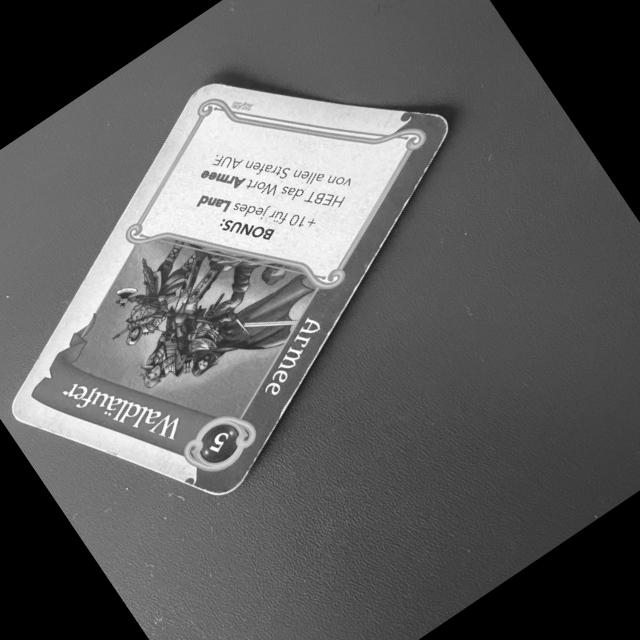 5
Waldläufer
Armee
BONUS:
+10 für jedes Land
HEBT das Wort Armee
von allen Strafen AUF